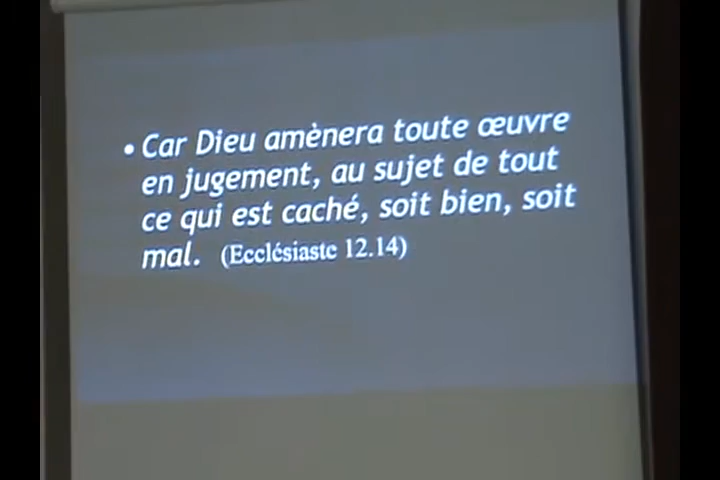 • Car Dieu amènera toute œuvre
en jugement, au sujet de tout
ce qui est caché, soit bien, soit
mal. (Ecclésiaste 12.14)